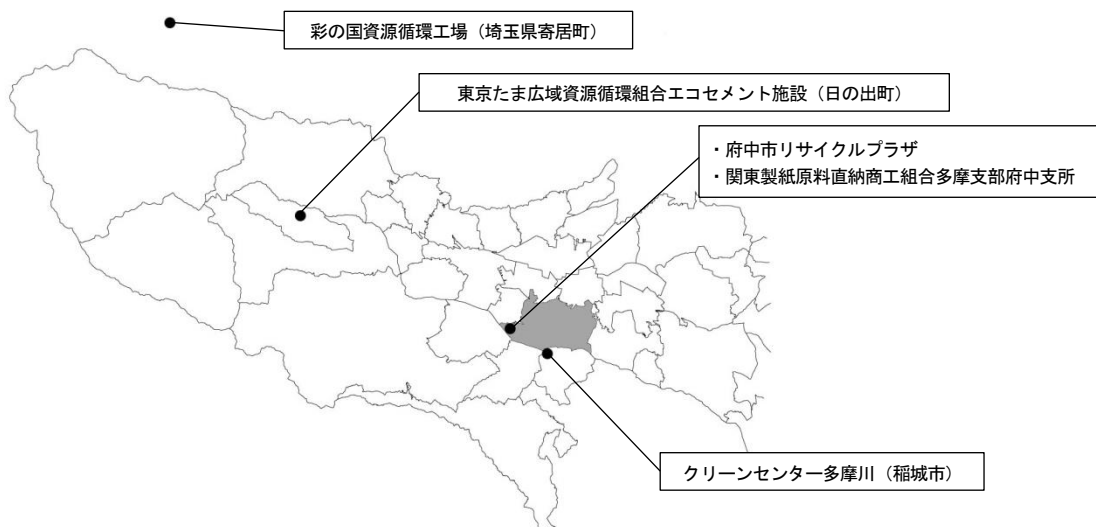 彩の国資源循環工場（埼玉県寄居町）
東京たま広域資源循環組合エコセメント施設（日の出町）
・府中市リサイクルプラザ
・関東製紙原料直納商工組合多摩支部府中支所
クリーンセンター多摩川（稲城市）